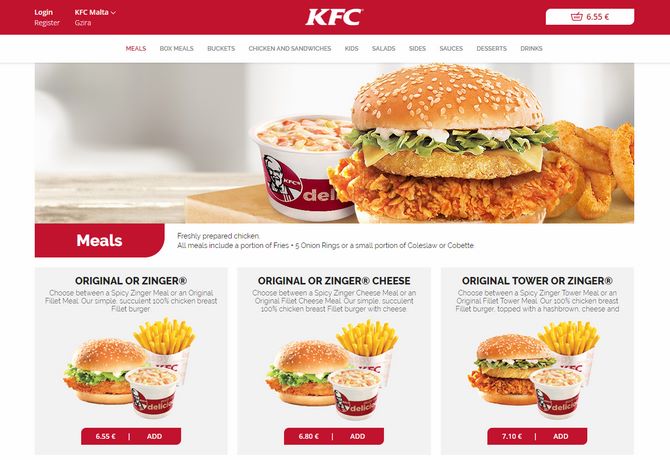 Login
KFC Malta
Register
Gzira
KFC
6.55 €
MEALS
BOX MEALS
BUCKETS
CHICKEN AND SANDWICHES
KIDS
SALADS
SIDES
SAUCES
DESSERTS
DRINKS
KFC
deli
Meals
Freshly prepared chicken.
All meals include a portion of Fries + 5 Onion Rings or a small portion of Coleslaw or Cobette
ORIGINAL OR ZINGER®
Choose between a Spicy Zinger Meal or an Original
Fillet Meal. Our simple, succulent 100% chicken breast
Fillet burger
delicio
6.55 € | ADD
ORIGINAL OR ZINGER® CHEESE
Choose between a Spicy Zinger Cheese Meal or an
Original Fillet Cheese Meal. Our simple, succulent
100% chicken breast Fillet burger with cheese
delicio
6.80 € | ADD
ORIGINAL TOWER OR ZINGER®
Choose between a Spicy Zinger Tower Meal or an
Original Fillet Tower Meal. Our 100% chicken breast
Fillet burger, topped with a hashbrown, cheese and
delicio
7.10 € | ADD